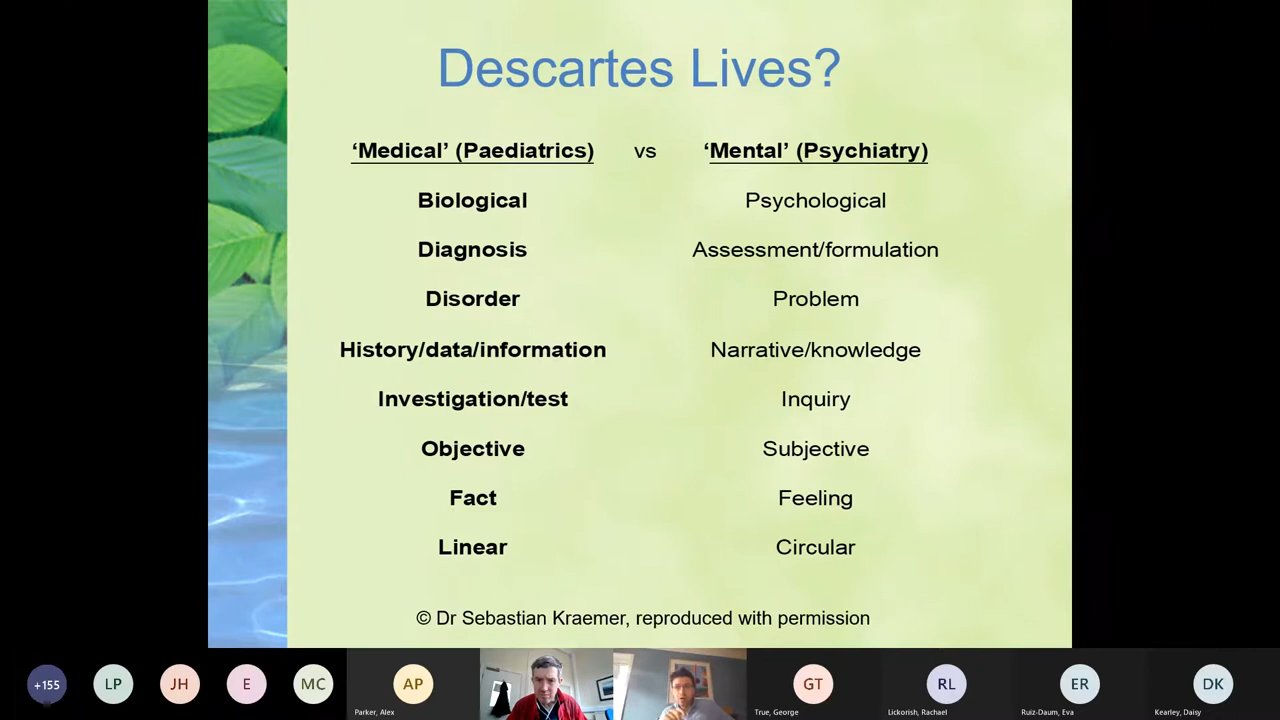 Descartes Lives?
‘Medical’ (Paediatrics) vs ‘Mental’ (Psychiatry)
Biological Psychological
Diagnosis Assessment/formulation
Disorder Problem
History/data/information Narrative/knowledge
Investigation/test Inquiry
Objective Subjective
Fact Feeling
Linear Circular
© Dr Sebastian Kraemer, reproduced with permission
+155 LP JH E MC AP GT RL ER DK
Parker, Alex True, George Lickorish, Rachael Ruiz-Daum, Eva Kearley, Daisy